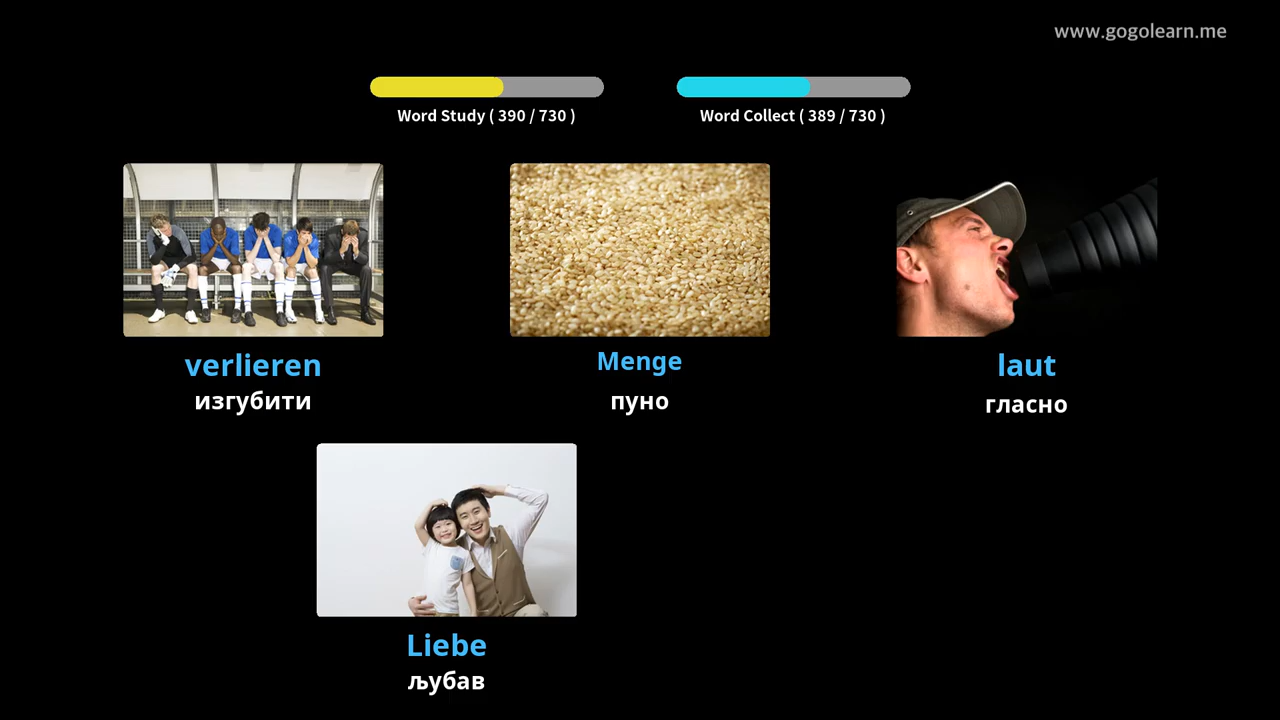 www.gogolearn.me
Word Study ( 390 / 730 )
Word Collect ( 389 / 730 )
verlieren
изгубити
Menge
пуно
laut
гласно
Liebe
љубав